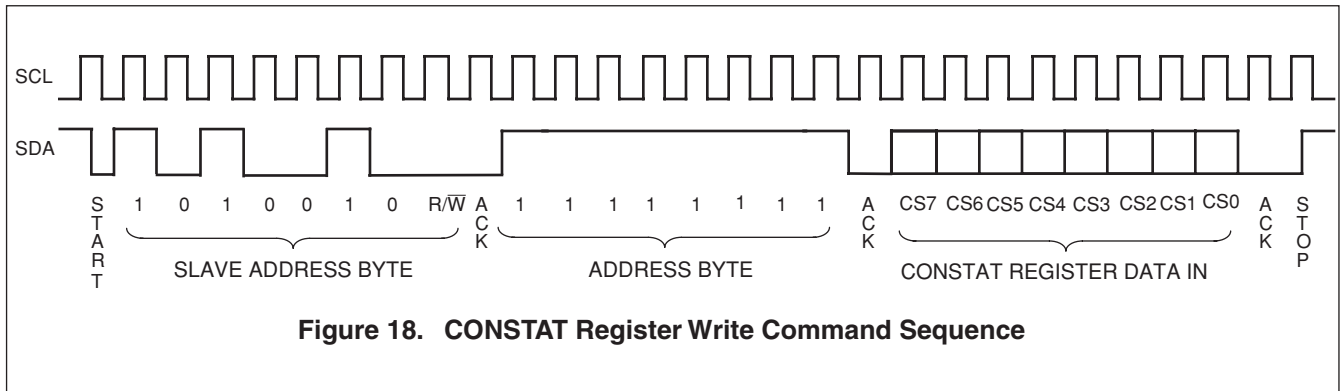 SCL
SDA
START 1 0 1 0 0 1 0 R/W ACK 1 1 1 1 1 1 1 1 ACK CS7 CS6 CS5 CS4 CS3 CS2 CS1 CS0 ACK STOP
SLAVE ADDRESS BYTE ADDRESS BYTE CONSTAT REGISTER DATA IN
Figure 18. CONSTAT Register Write Command Sequence